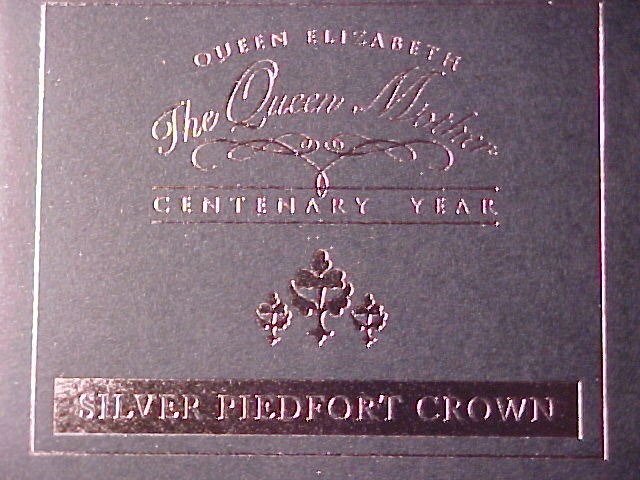 QUEEN ELIZABETH
The Queen Mother
CENTENARY YEAR
SILVER PIEDFORT CROWN